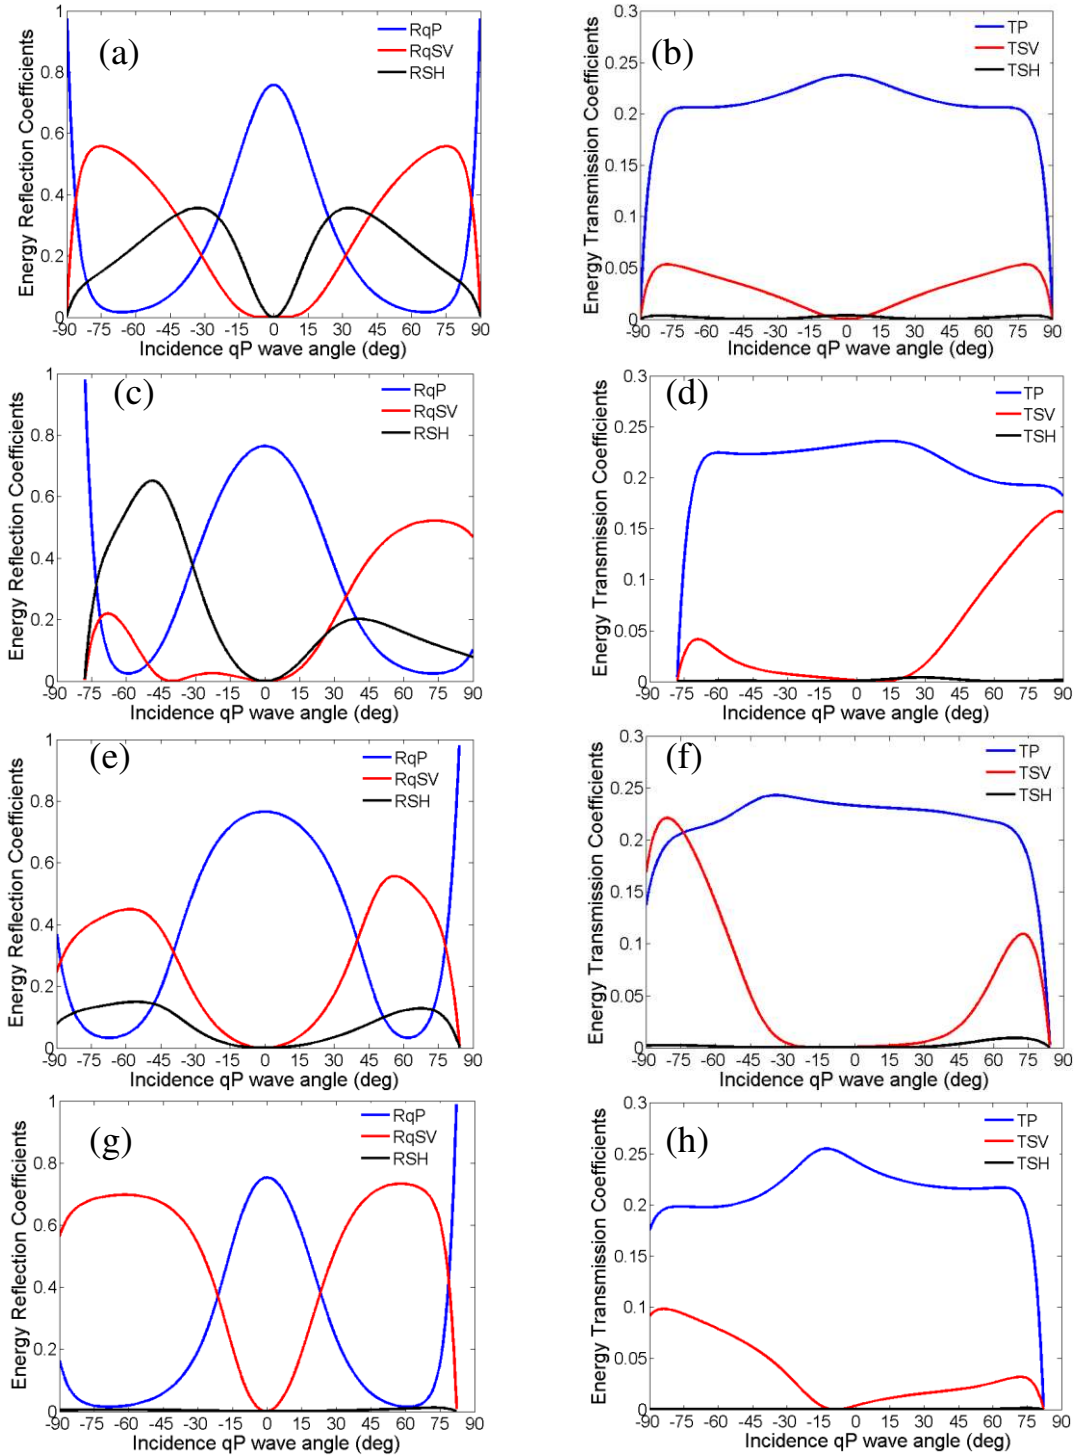 (a)
Energy Reflection Coefficients
1
0.8
0.6
0.4
0.2
0
-90 -75 -60 -45 -30 -15 0 15 30 45 60 75 90
Incidence qP wave angle (deg)
RqP
RqSV
RSH
(b)
Energy Transmission Coefficients
0.3
0.25
0.2
0.15
0.1
0.05
0
-90 -75 -60 -45 -30 -15 0 15 30 45 60 75 90
Incidence qP wave angle (deg)
TP
TSV
TSH
(c)
Energy Reflection Coefficients
1
0.8
0.6
0.4
0.2
0
-90 -75 -60 -45 -30 -15 0 15 30 45 60 75 90
Incidence qP wave angle (deg)
RqP
RqSV
RSH
(d)
Energy Transmission Coefficients
0.3
0.25
0.2
0.15
0.1
0.05
0
-90 -75 -60 -45 -30 -15 0 15 30 45 60 75 90
Incidence qP wave angle (deg)
TP
TSV
TSH
(e)
Energy Reflection Coefficients
1
0.8
0.6
0.4
0.2
0
-90 -75 -60 -45 -30 -15 0 15 30 45 60 75 90
Incidence qP wave angle (deg)
RqP
RqSV
RSH
(f)
Energy Transmission Coefficients
0.3
0.25
0.2
0.15
0.1
0.05
0
-90 -75 -60 -45 -30 -15 0 15 30 45 60 75 90
Incidence qP wave angle (deg)
TP
TSV
TSH
(g)
Energy Reflection Coefficients
1
0.8
0.6
0.4
0.2
0
-90 -75 -60 -45 -30 -15 0 15 30 45 60 75 90
Incidence qP wave angle (deg)
RqP
RqSV
RSH
(h)
Energy Transmission Coefficients
0.3
0.25
0.2
0.15
0.1
0.05
0
-90 -75 -60 -45 -30 -15 0 15 30 45 60 75 90
Incidence qP wave angle (deg)
TP
TSV
TSH